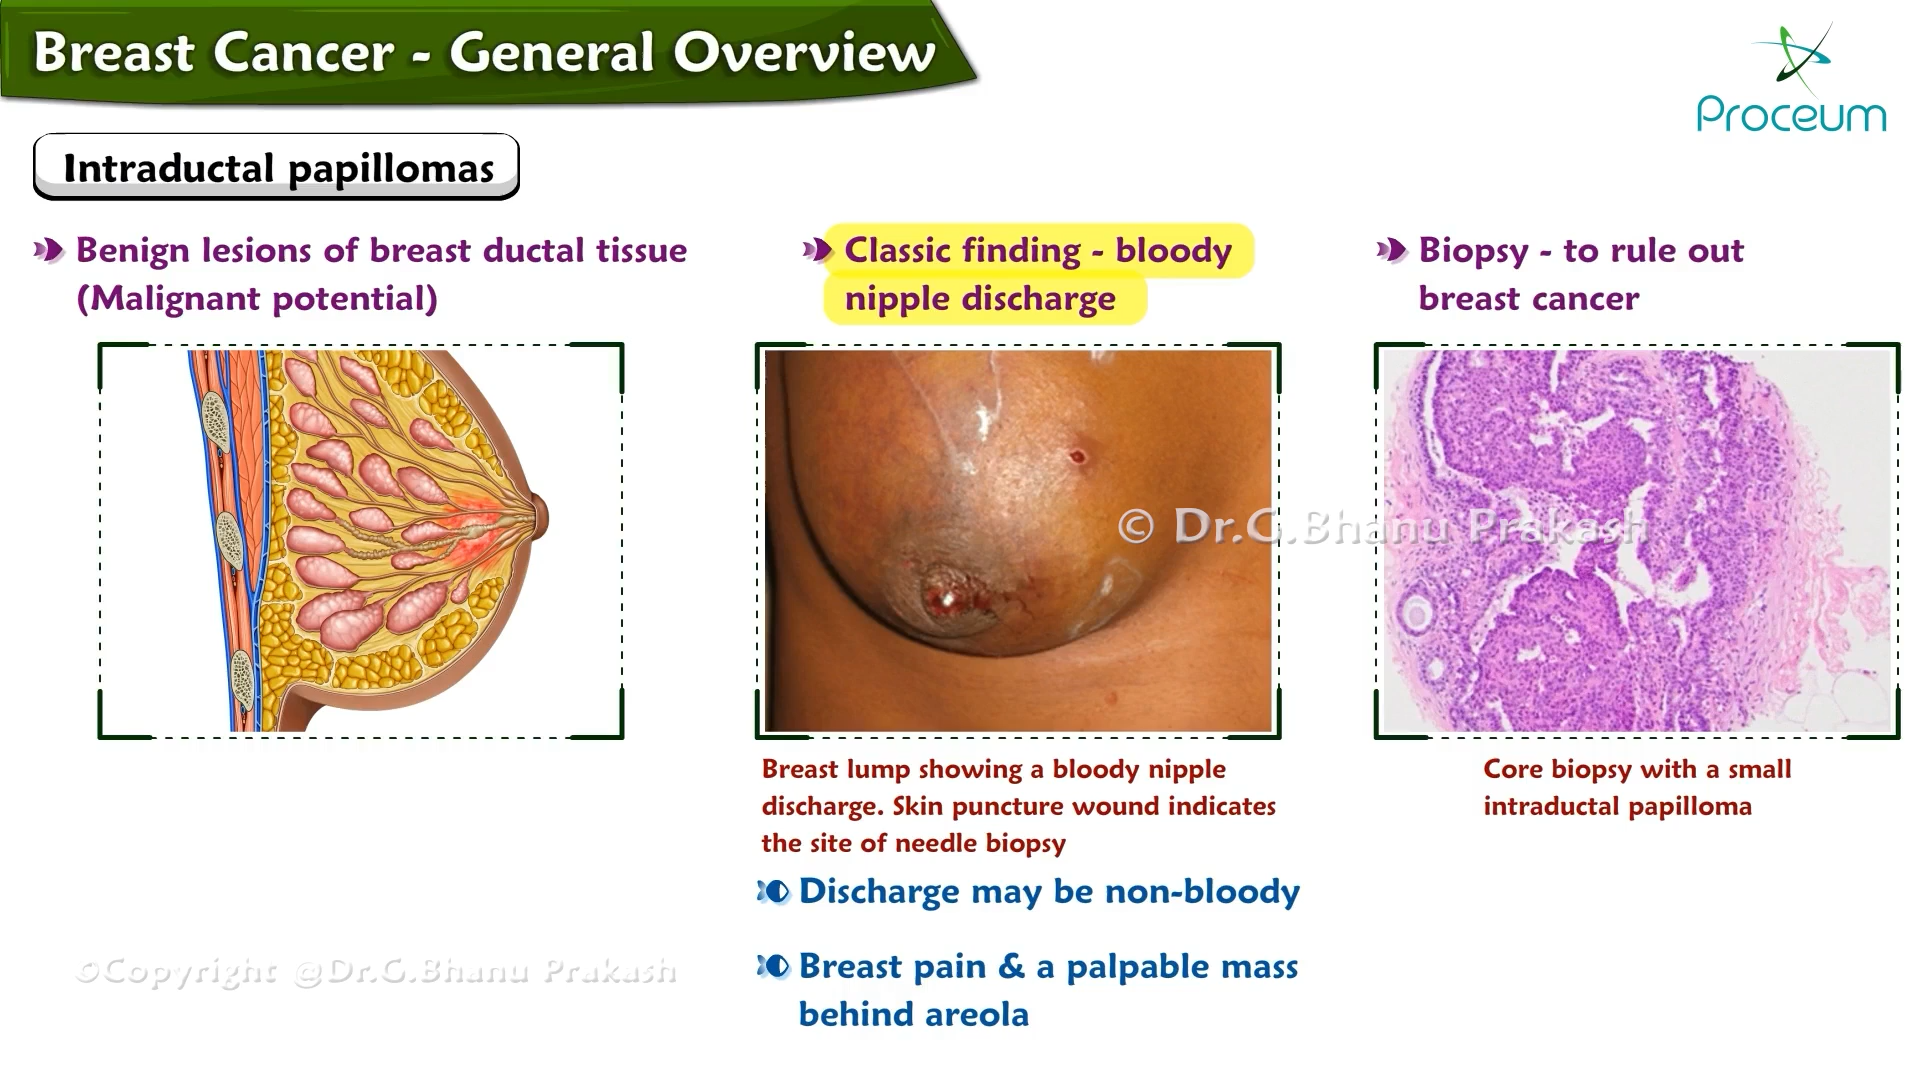 Breast Cancer - General Overview
Proceum
Intraductal papillomas
Benign lesions of breast ductal tissue
(Malignant potential)
Classic finding - bloody
nipple discharge
Biopsy - to rule out
breast cancer
© Dr.G.Bhanu Prakash
Breast lump showing a bloody nipple
discharge. Skin puncture wound indicates
the site of needle biopsy
Core biopsy with a small
intraductal papilloma
Discharge may be non-bloody
Breast pain & a palpable mass
behind areola
©Copyright @Dr.G.Bhanu Prakash